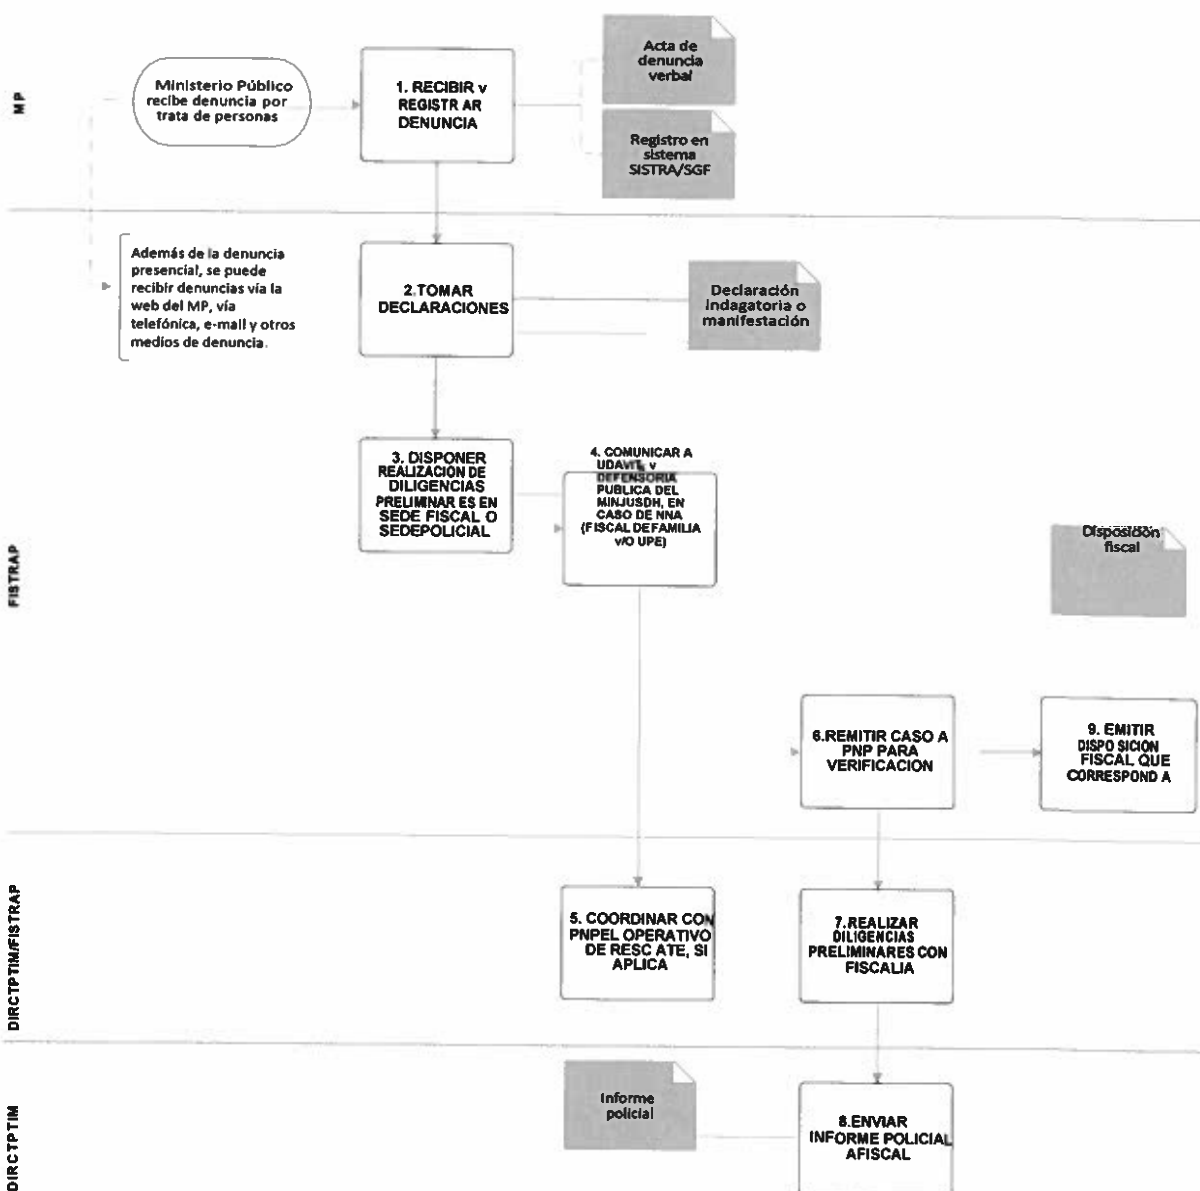 MP
Ministerio Público
recibe denuncia por
trata de personas
1. RECIBIR v
REGISTR AR
DENUNCIA
Acta de
denuncia
verbal
Registro en
sistema
SISTRA/SGF
Además de la denuncia
presencial, se puede
recibir denuncias vía la
web del MP, vía
telefónica, e-mail y otros
medios de denuncia.
2.TOMAR
DECLARACIONES
Declaración
indagatoria o
manifestación
FISTRAP
3. DISPONER
REALIZACIÓN DE
DILIGENCIAS
PRELIMINAR ES EN
SEDE FISCAL O
SEDEPOLICIAL
4. COMUNICAR A
UDAVIT, v
DEFENSORIA
PUBLICA DEL
MINJUSDH, EN
CASO DE NNA
(FISCAL DEFAMILIA
v/O UPE)
Disposición
fiscal
6.REMITIR CASO A
PNP PARA
VERIFICACION
9. EMITIR
DISPO SICION
FISCAL QUE
CORRESPOND A
DIRCTPTIM/FISTRAP
5. COORDINAR CON
PNPEL OPERATIVO
DE RESC ATE, SI
APLICA
7.REALIZAR
DILIGENCIAS
PRELIMINARES CON
FISCALIA
DIRCTPTIM
Informe
policial
8.ENVIAR
INFORME POLICIAL
AFISCAL